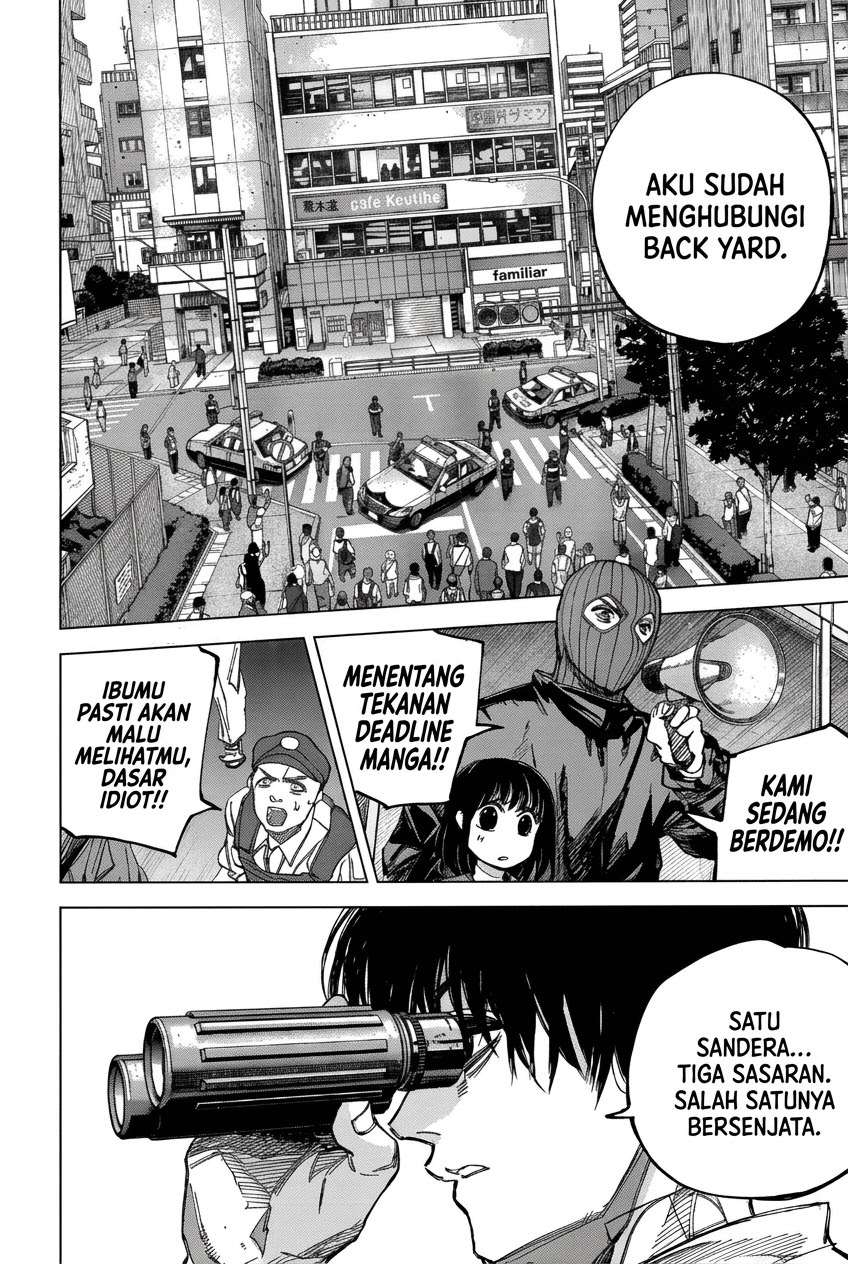 AKU SUDAH
MENGHUBUNGI
BACK YARD.
cafe Keutihe
familiar
KAMI
SEDANG
BERDEMO!!
MENENTANG
TEKANAN
DEADLINE
MANGA!!
IBUMU
PASTI AKAN
MALU
MELIHATMU,
DASAR
IDIOT!!
SATU
SANDERA...
TIGA SASARAN.
SALAH SATUNYA
BERSENJATA.